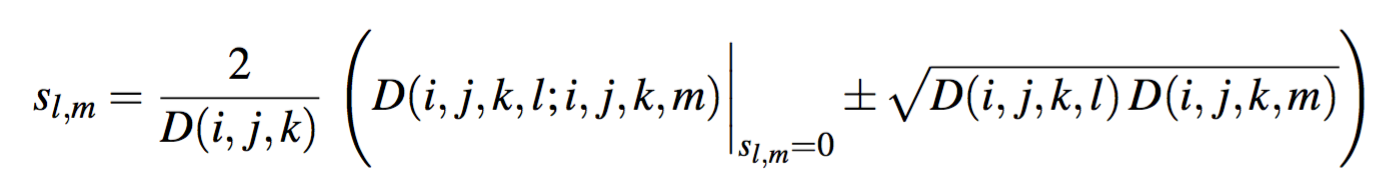 s_{l,m} = \frac{2}{D(i,j,k)} \left( D(i,j,k,l;i,j,k,m) \Big|_{s_{l,m}=0} \pm \sqrt{D(i,j,k,l) D(i,j,k,m)} \right)